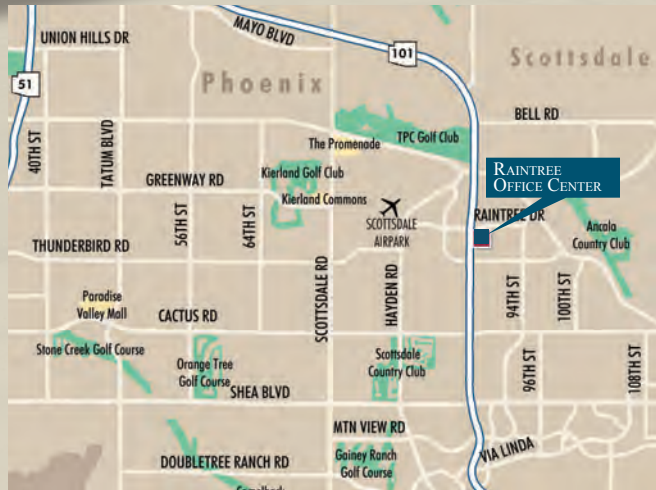 UNION HILLS DR
MAYO BLVD
101
Scottsdale
51
Phoenix
40TH ST
TATUM BLVD
BELL RD
The Promenade
TPC Golf Club
Kierland Golf Club
GREENWAY RD
Kierland Commons
56TH ST
64TH ST
RAINTREE
OFFICE CENTER
RAINTREE DR
SCOTTSDALE
AIRPARK
Ancala
Country Club
THUNDERBIRD RD
SCOTTSDALE RD
HAYDEN RD
94TH ST
100TH ST
Paradise
Valley Mall
CACTUS RD
Stone Creek Golf Course
Orange Tree
Golf Course
Scottsdale
Country Club
96TH ST
108TH ST
SHEA BLVD
MTN VIEW RD
VIA LINDA
DOUBLETREE RANCH RD
Gainey Ranch
Golf Course